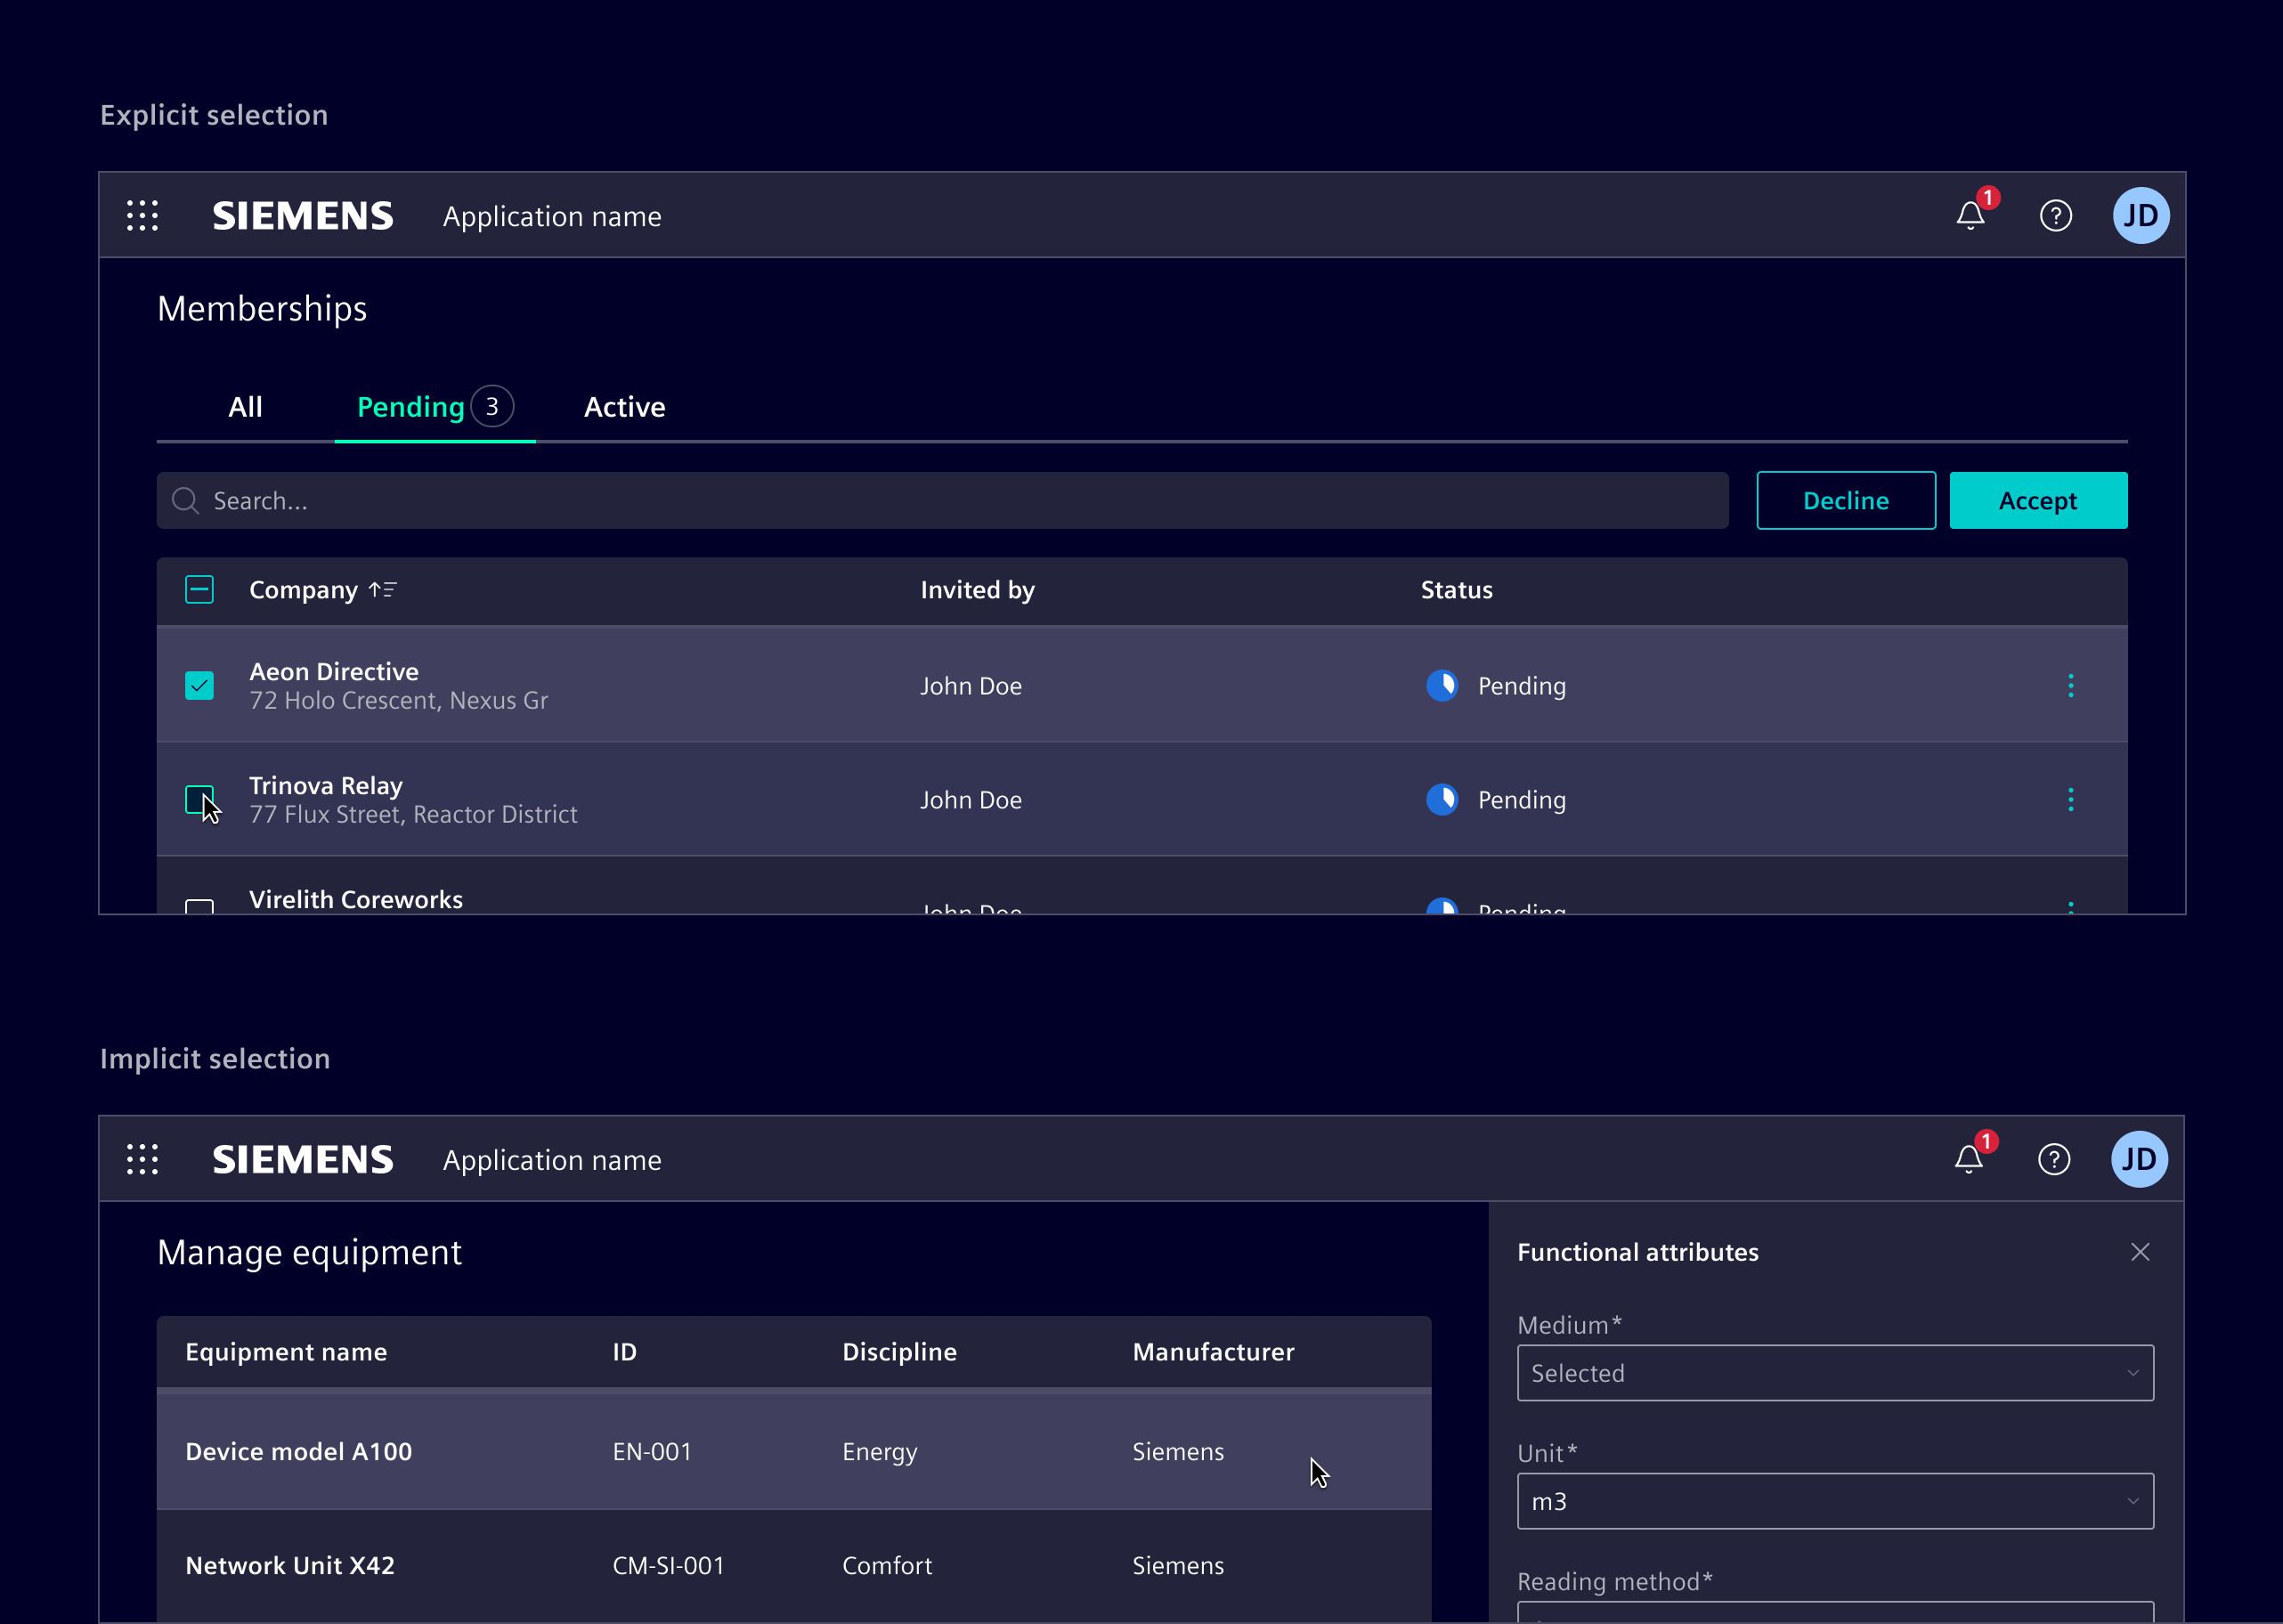 Explicit selection
SIEMENS Application name 1 ? JD
Memberships
All Pending 3 Active
Search... Decline Accept
Company Invited by Status
Aeon Directive
72 Holo Crescent, Nexus Gr
John Doe Pending
Trinova Relay
77 Flux Street, Reactor District
John Doe Pending
Virelith Coreworks
John Doe Pending
Implicit selection
SIEMENS Application name 1 ? JD
Manage equipment
Equipment name ID Discipline Manufacturer
Device model A100 EN-001 Energy Siemens
Network Unit X42 CM-SI-001 Comfort Siemens
Functional attributes
Medium*
Selected
Unit*
m3
Reading method*